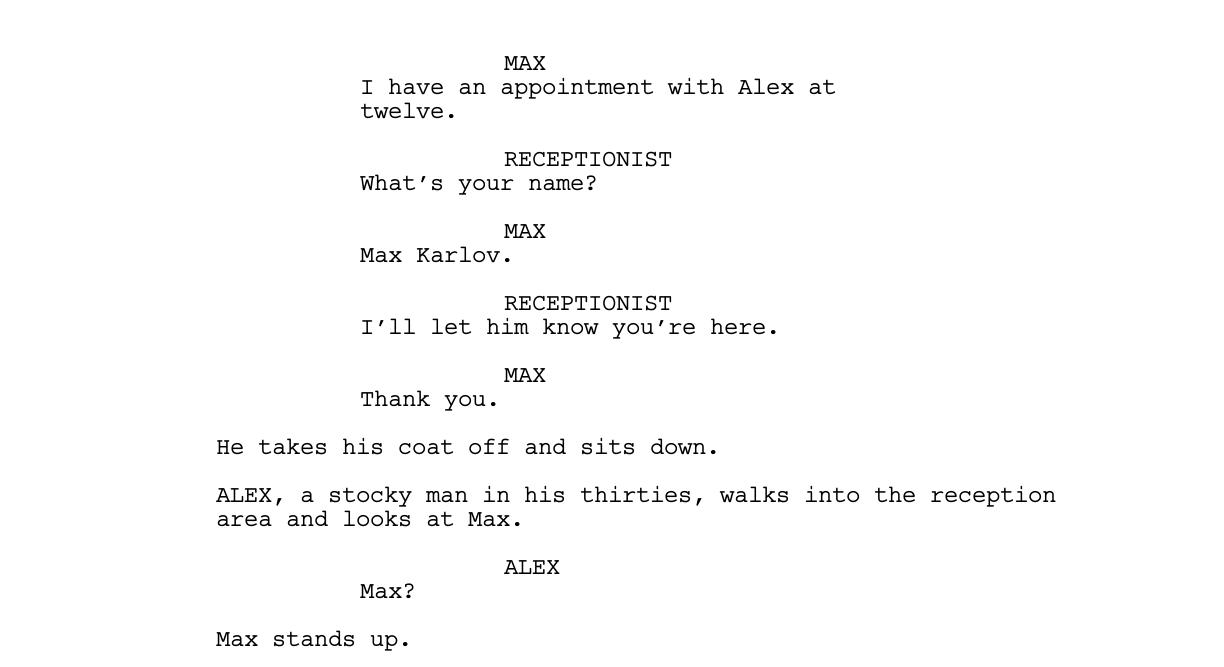 MAX
I have an appointment with Alex at
twelve.
RECEPTIONIST
What’s your name?
MAX
Max Karlov.
RECEPTIONIST
I’ll let him know you’re here.
MAX
Thank you.
He takes his coat off and sits down.
ALEX, a stocky man in his thirties, walks into the reception
area and looks at Max.
ALEX
Max?
Max stands up.